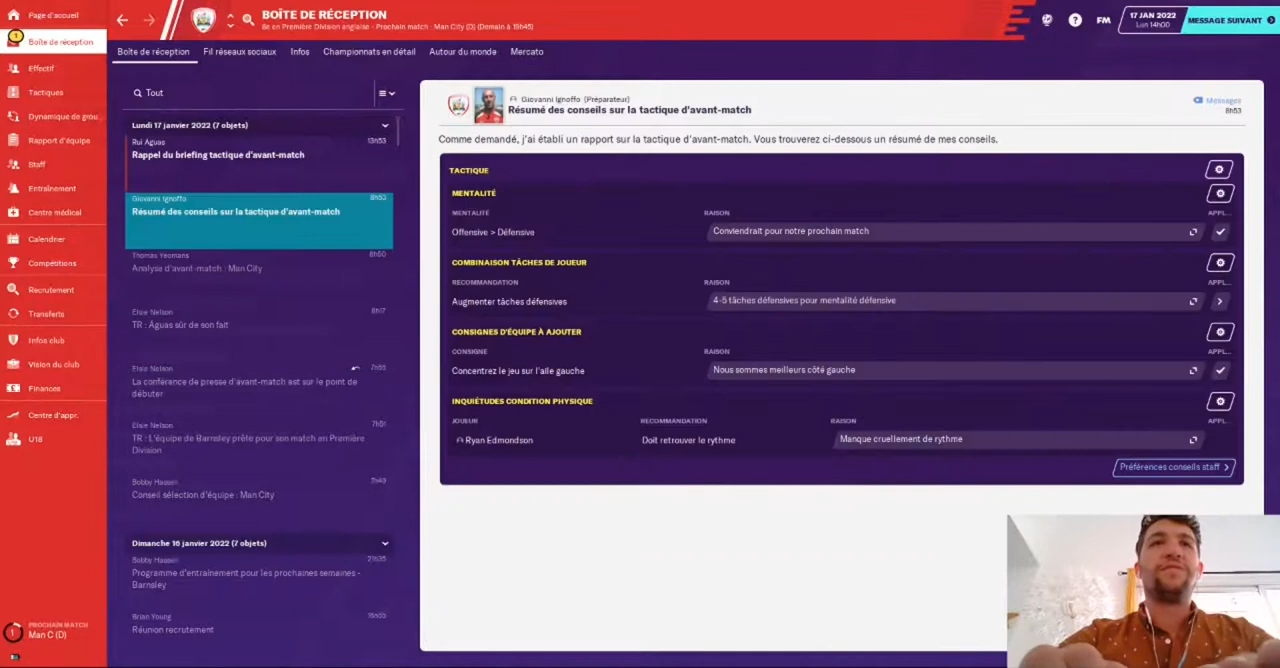 Page d'accueil
1
Boîte de réception
Effectif
Tactiques
Dynamique de grou
Rapport d'équipe
Staff
Entraînement
Centre médical
Calendrier
Compétitions
Recrutement
Transferts
Infos club
Vision du club
Finances
Centre d'appr.
U18
1
PROCHAIN MATCH
Man C (D)
BOÎTE DE RÉCEPTION
8e en Première Division anglaise - Prochain match : Man City (D) (Demain à 19h45)
?
FM
17 JAN 2022
Lun 14h00
MESSAGE SUIVANT
Boîte de réception Fil réseaux sociaux Infos Championnats en détail Autour du monde Mercato
Tout
Lundi 17 janvier 2022 (7 objets)
Rui Águas 13h53
Rappel du briefing tactique d'avant-match
Giovanni Ignoffo 8h53
Résumé des conseils sur la tactique d'avant-match
Thomas Yeomans 8h50
Analyse d'avant-match : Man City
Elsie Nelson 8h17
TR : Águas sûr de son fait
Elsie Nelson 7h55
La conférence de presse d'avant-match est sur le point de
débuter
Elsie Nelson 7h51
TR : L'équipe de Barnsley prête pour son match en Première
Division
Bobby Hassell 7h49
Conseil sélection d'équipe : Man City
Dimanche 16 janvier 2022 (7 objets)
Bobby Hassell 21h35
Programme d'entraînement pour les prochaines semaines -
Barnsley
Brian Young 16h55
Réunion recrutement
Giovanni Ignoffo (Préparateur)
Résumé des conseils sur la tactique d'avant-match
Messages
8h53
Comme demandé, j'ai établi un rapport sur la tactique d'avant-match. Vous trouverez ci-dessous un résumé de mes conseils.
TACTIQUE
MENTALITÉ
MENTALITÉ RAISON APPL...
Offensive > Défensive Conviendrait pour notre prochain match
COMBINAISON TÂCHES DE JOUEUR
RECOMMANDATION RAISON APPL...
Augmenter tâches défensives 4-5 tâches défensives pour mentalité défensive
CONSIGNES D'ÉQUIPE À AJOUTER
CONSIGNE RAISON APPL...
Concentrez le jeu sur l'aile gauche Nous sommes meilleurs côté gauche
INQUIÉTUDES CONDITION PHYSIQUE
JOUEUR RECOMMANDATION RAISON APPL...
Ryan Edmondson Doit retrouver le rythme Manque cruellement de rythme
Préférences conseils staff